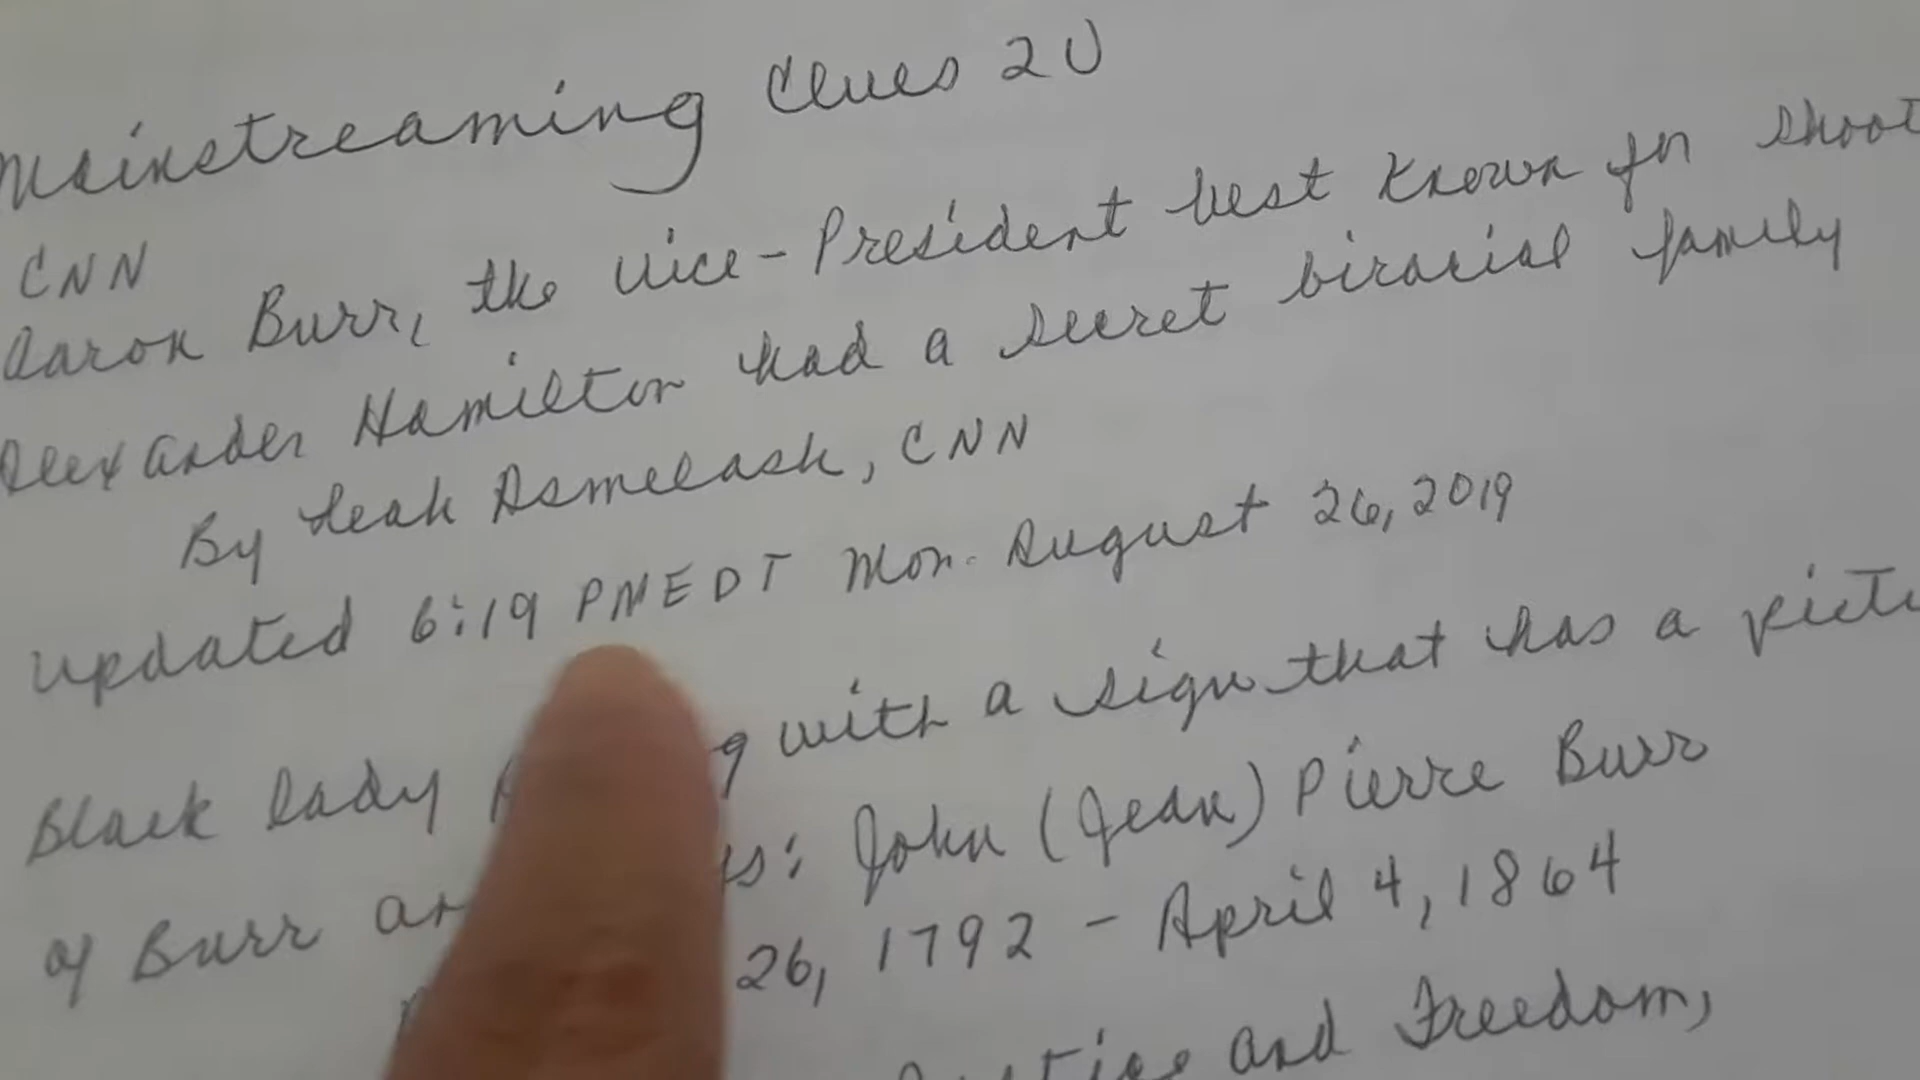 Mainstreaming Clues 20
CNN
Aaron Burr, the Vice-President best known for shoot
Alexander Hamilton had a secret biracial family
By Leah Asmelash, CNN
updated 6:19 PM EDT Mon. August 26, 2019
Black lady with a sign that has a
of Burr : John (Jean) Pierre Burr
26, 1792 - April 4, 1864
and Freedom,